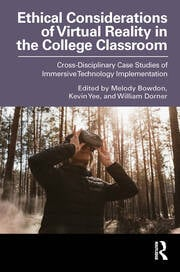 Ethical Considerations
of Virtual Reality in
the College Classroom
Cross-Disciplinary Case Studies of
Immersive Technology Implementation
Edited by Melody Bowdon,
Kevin Yee, and William Dorner
R